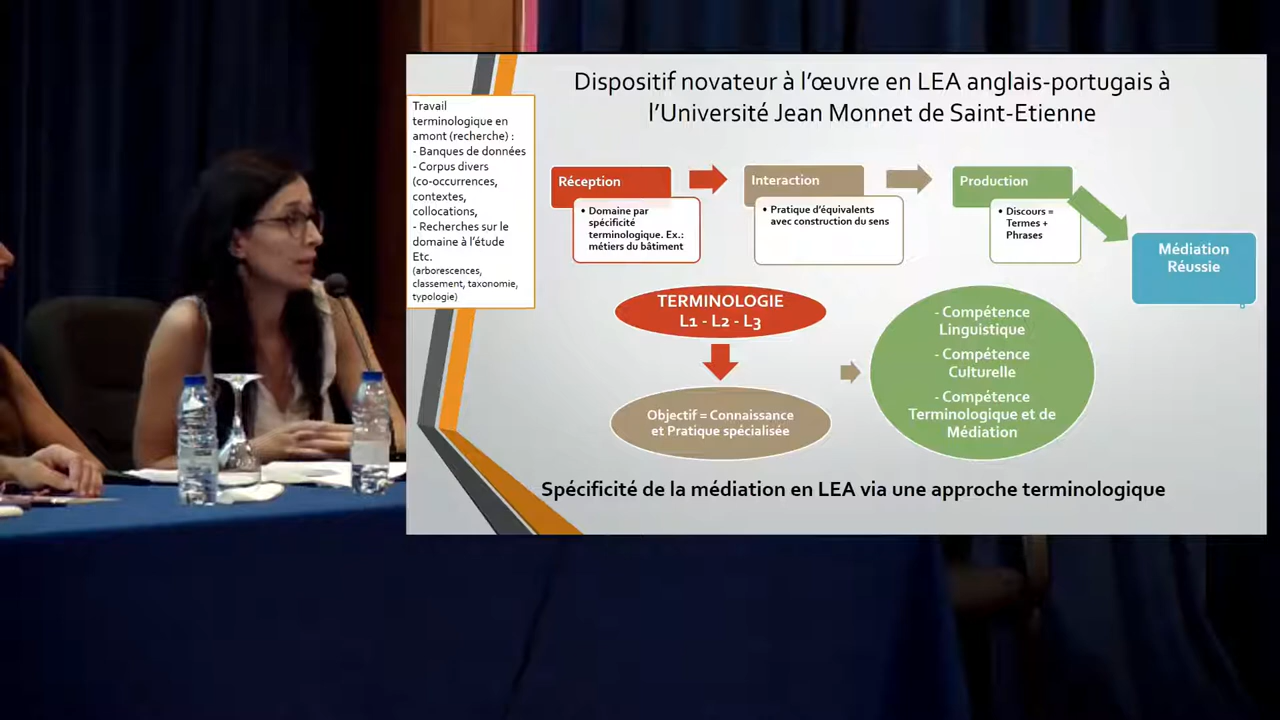 Dispositif novateur à l'œuvre en LEA anglais-portugais à
l'Université Jean Monnet de Saint-Etienne
Travail
terminologique en
amont (recherche) :
- Banques de données
- Corpus divers
(co-occurrences,
contextes,
collocations,
- Recherches sur le
domaine à l'étude
Etc.
(arborescences,
classement, taxonomie,
typologie)
Réception
• Domaine par
spécificité
terminologique. Ex.:
métiers du bâtiment
Interaction
• Pratique d'équivalents
avec construction du sens
Production
• Discours =
Termes +
Phrases
Médiation
Réussie
TERMINOLOGIE
L1 - L2 - L3
Objectif = Connaissance
et Pratique spécialisée
- Compétence
Linguistique
- Compétence
Culturelle
- Compétence
Terminologique et de
Médiation
Spécificité de la médiation en LEA via une approche terminologique